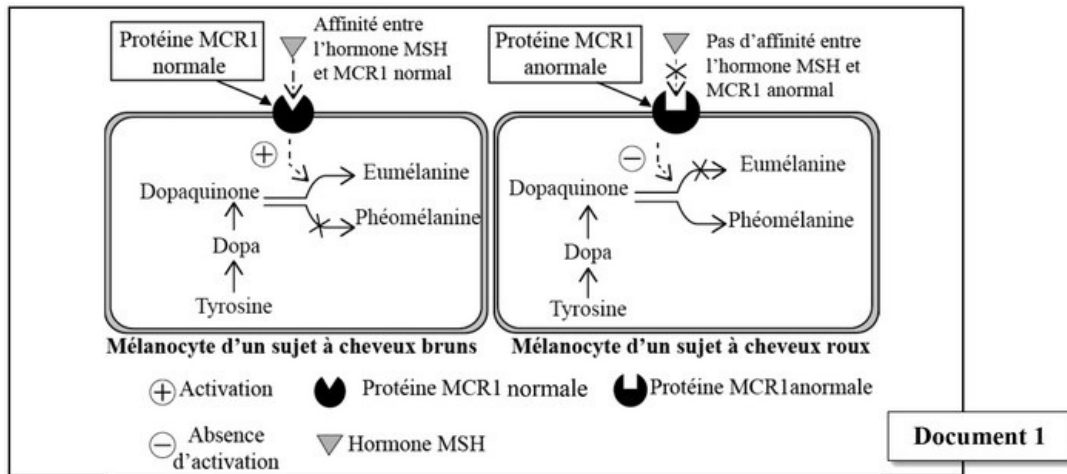 Protéine MCR1
normale
Affinité entre
l'hormone MSH
et MCR1 normal
Protéine MCR1
anormale
Pas d'affinité entre
l'hormone MSH et
MCR1 anormal
+
Dopaquinone
Eumélanine
Phéomélanine
Dopa
Tyrosine
Mélanocyte d'un sujet à cheveux bruns
−
Dopaquinone
Eumélanine
Phéomélanine
Dopa
Tyrosine
Mélanocyte d'un sujet à cheveux roux
+ Activation
Protéine MCR1 normale
Protéine MCR1anormale
− Absence
d'activation
Hormone MSH
Document 1